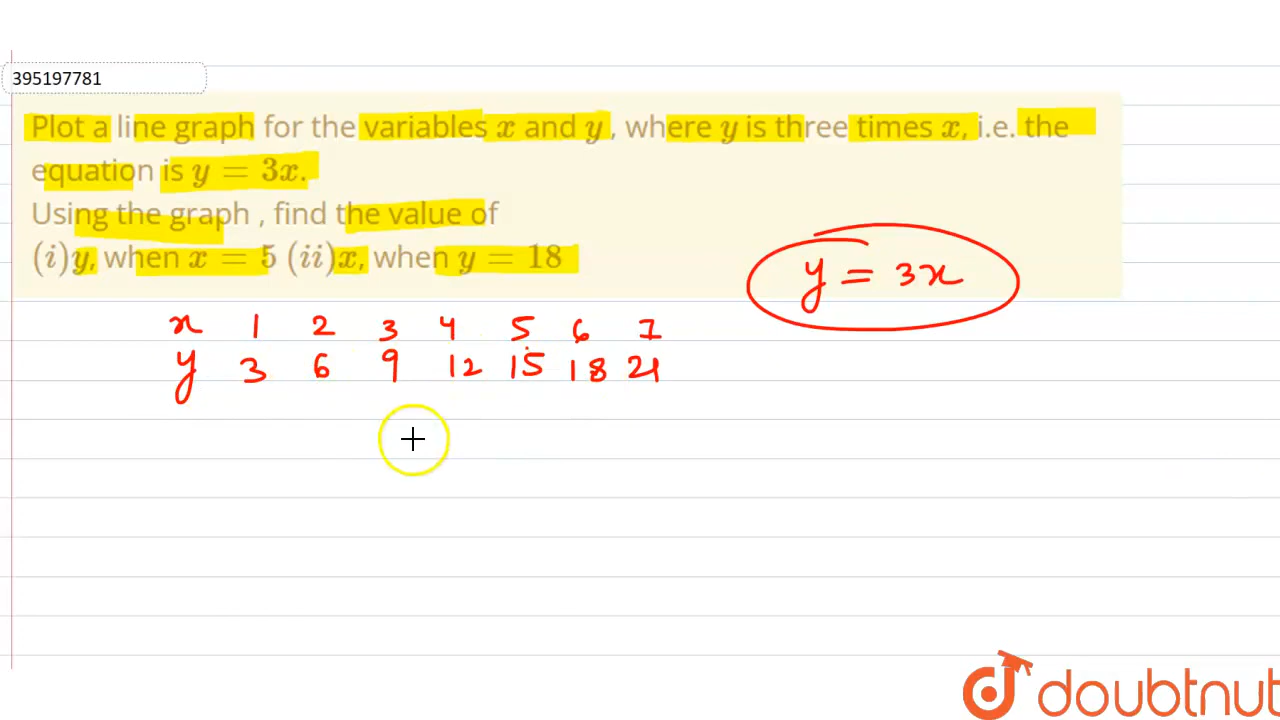 395197781
Plot a line graph for the variables x and y , where y is three times x, i.e. the
equation is y = 3x.
Using the graph , find the value of
(i)y, when x = 5 (ii)x, when y = 18
y = 3x
x 1 2 3 4 5 6 7
y 3 6 9 12 15 18 21
doubtnut